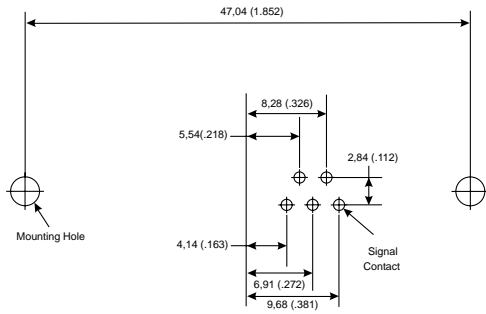 47,04 (1.852)
8,28 (.326)
5,54(.218)
2,84 (.112)
Mounting Hole
4,14 (.163)
Signal
Contact
6,91 (.272)
9,68 (.381)